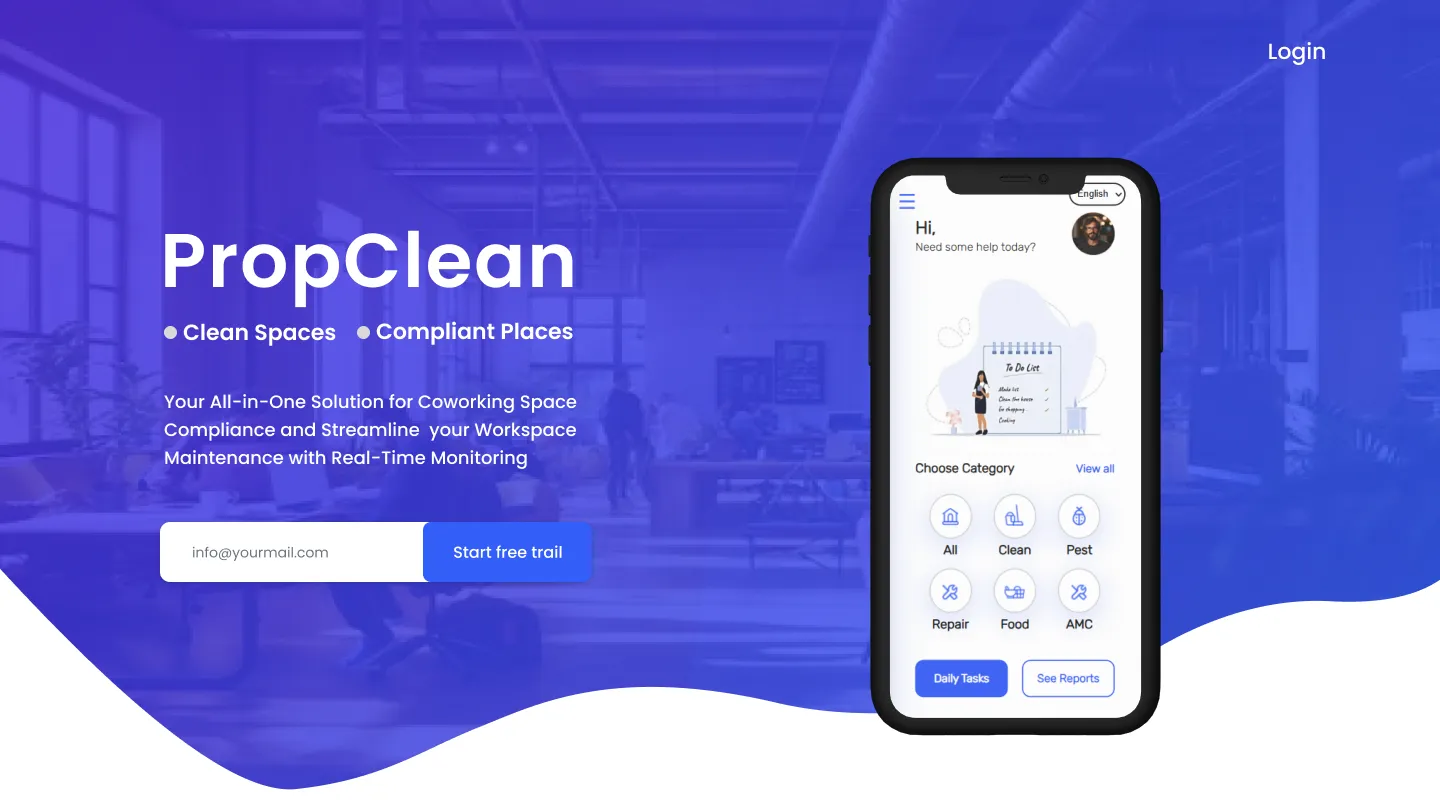 Login
PropClean
Clean Spaces Compliant Places
Your All-in-One Solution for Coworking Space
Compliance and Streamline your Workspace
Maintenance with Real-Time Monitoring
info@yourmail.com Start free trail
English
Hi,
Need some help today?
To Do List
Make list
Clean the house
Go shopping
Cooking
Choose Category View all
All Clean Pest
Repair Food AMC
Daily Tasks See Reports